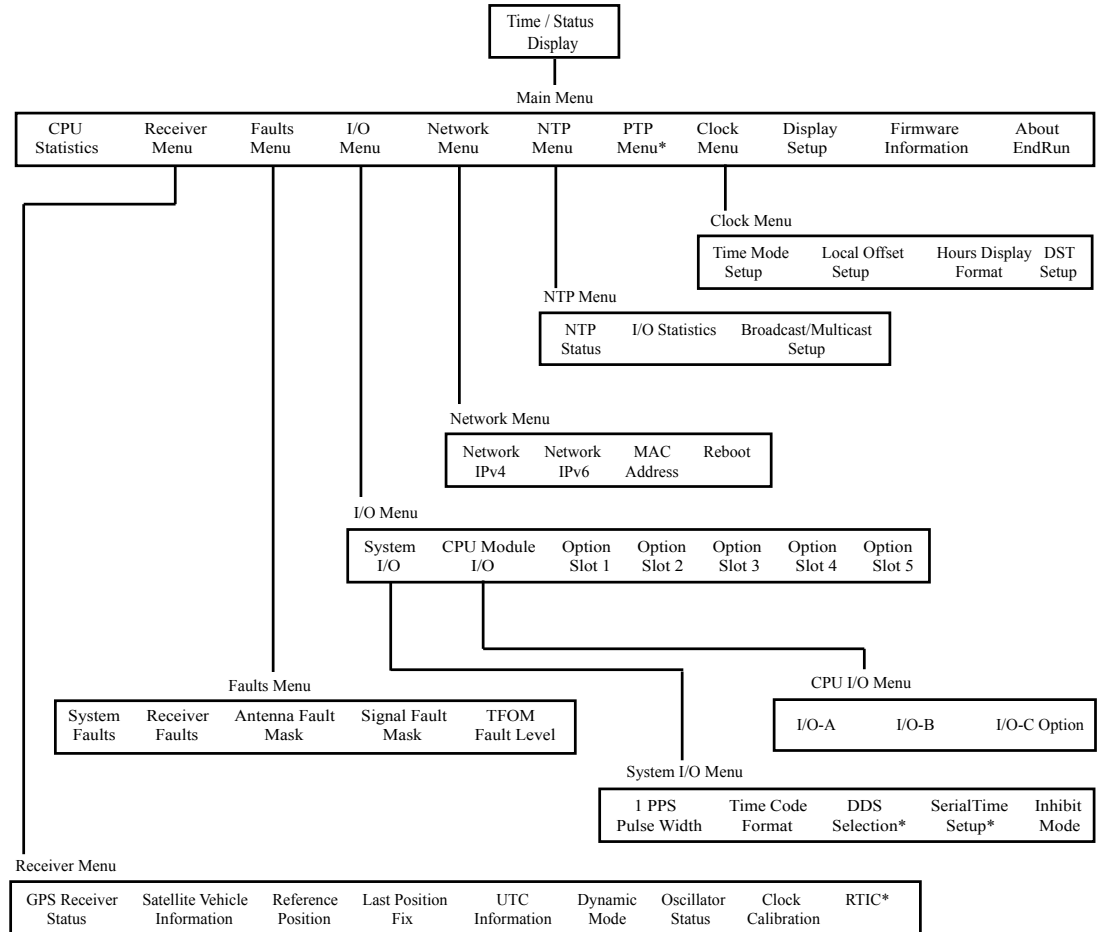 Time / Status
Display
Main Menu
CPU Receiver Faults I/O Network NTP PTP Clock Display Firmware About
Statistics Menu Menu Menu Menu Menu Menu* Menu Setup Information EndRun
Clock Menu
Time Mode Local Offset Hours Display DST
Setup Setup Format Setup
NTP Menu
NTP I/O Statistics Broadcast/Multicast
Status Setup
Network Menu
Network Network MAC Reboot
IPv4 IPv6 Address
I/O Menu
System CPU Module Option Option Option Option Option
I/O I/O Slot 1 Slot 2 Slot 3 Slot 4 Slot 5
CPU I/O Menu
I/O-A I/O-B I/O-C Option
Faults Menu
System Receiver Antenna Fault Signal Fault TFOM
Faults Faults Mask Mask Fault Level
System I/O Menu
1 PPS Time Code DDS SerialTime Inhibit
Pulse Width Format Selection* Setup* Mode
Receiver Menu
GPS Receiver Satellite Vehicle Reference Last Position UTC Dynamic Oscillator Clock RTIC*
Status Information Position Fix Information Mode Status Calibration